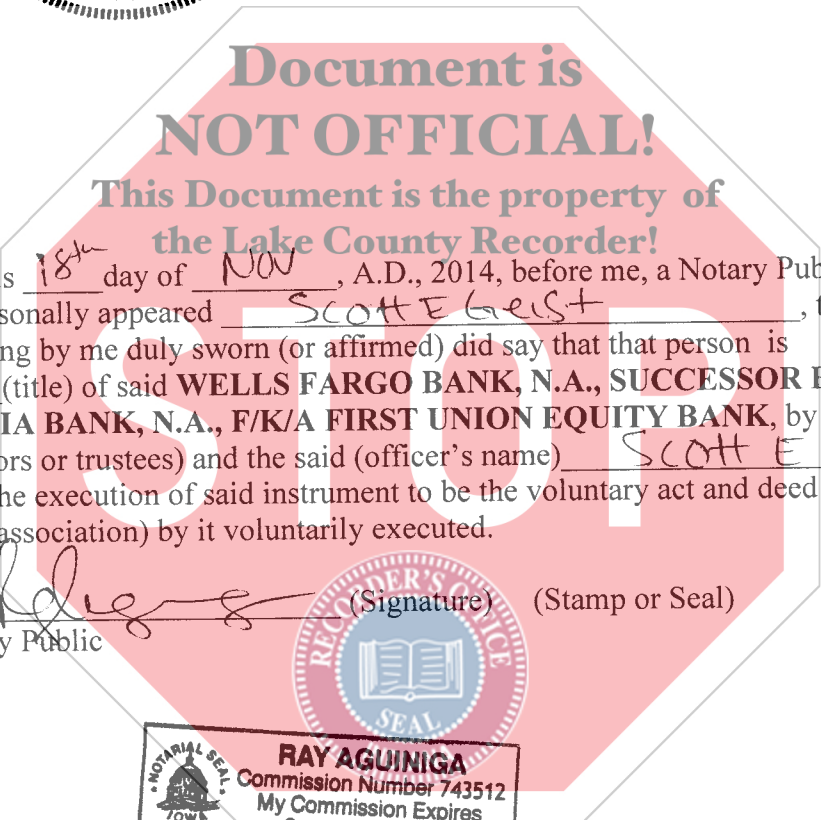 Document is
NOT OFFICIAL!
This Document is the property of
the Lake County Recorder!
s 18th day of NOV, A.D., 2014, before me, a Notary Pub
sonally appeared Scott E Geist, t
ng by me duly sworn (or affirmed) did say that that person is
(title) of said WELLS FARGO BANK, N.A., SUCCESSOR B
IA BANK, N.A., F/K/A FIRST UNION EQUITY BANK, by
ors or trustees) and the said (officer's name) Scott E
he execution of said instrument to be the voluntary act and deed
association) by it voluntarily executed.
STOP
(Signature) (Stamp or Seal)
y Public
RECORDER'S OFFICE
SEAL
NOTARIAL SEAL
IOWA
RAY AGUINIGA
Commission Number 743512
My Commission Expires